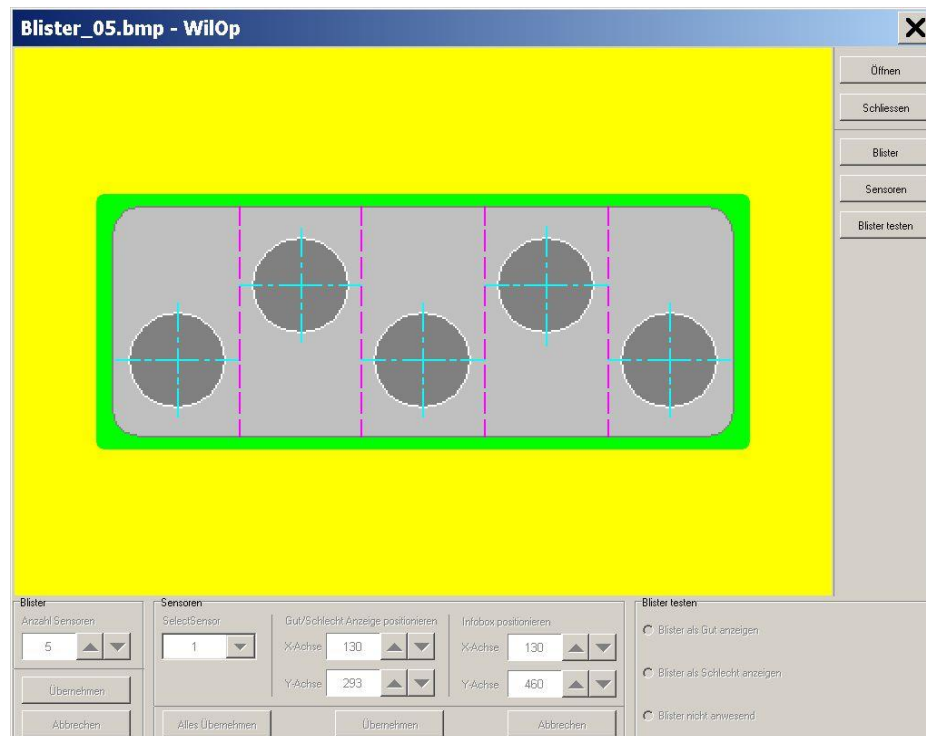 Blister_05.bmp - WilOp
Öffnen
Schliessen
Blister
Sensoren
Blister testen
Blister
Anzahl Sensoren
5
Übernehmen
Abbrechen
Sensoren
SelectSensor
1
Gut/Schlecht Anzeige positionieren
X-Achse 130
Y-Achse 293
Infobox positionieren
X-Achse 130
Y-Achse 460
Alles Übernehmen
Übernehmen
Abbrechen
Blister testen
Blister als Gut anzeigen
Blister als Schlecht anzeigen
Blister nicht anwesend